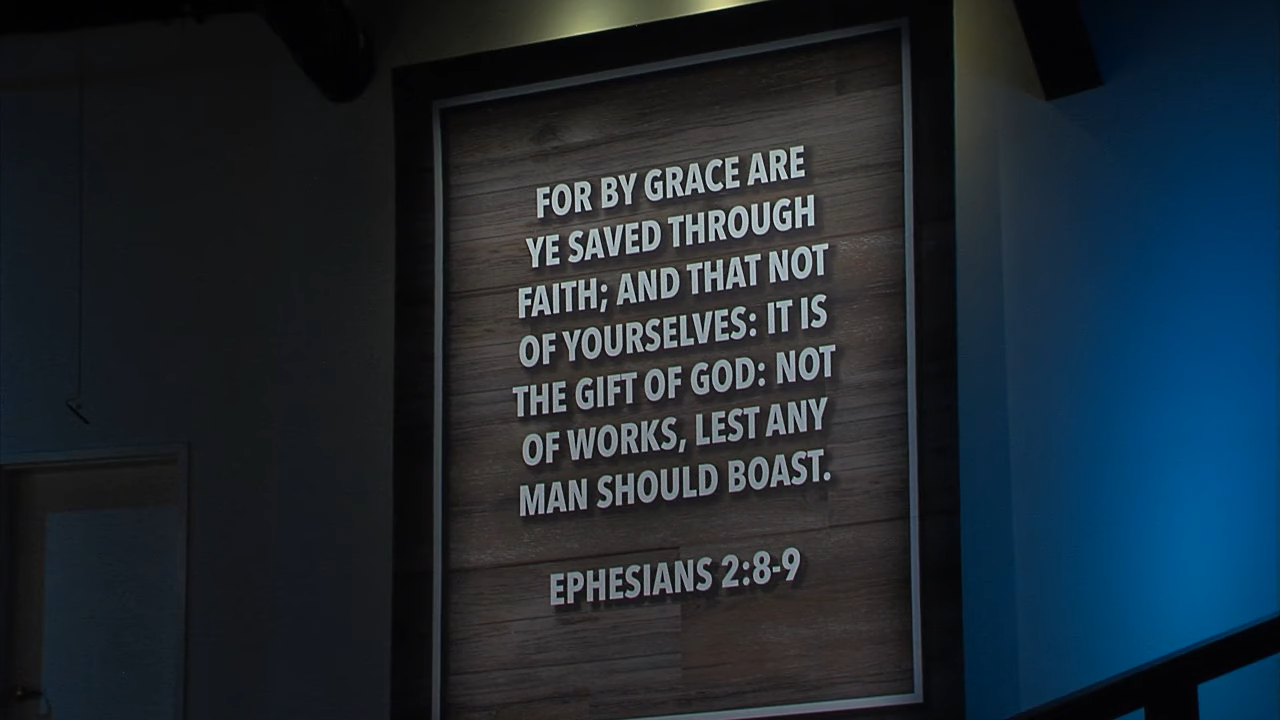 FOR BY GRACE ARE
YE SAVED THROUGH
FAITH; AND THAT NOT
OF YOURSELVES: IT IS
THE GIFT OF GOD: NOT
OF WORKS, LEST ANY
MAN SHOULD BOAST.
EPHESIANS 2:8-9